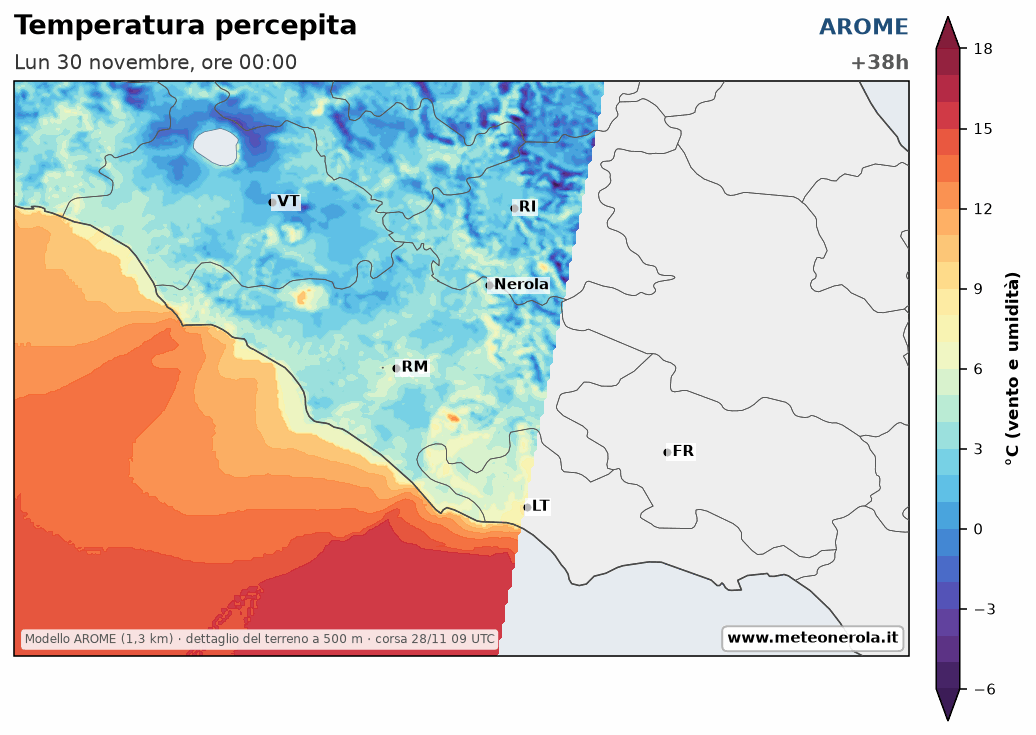 Temperatura percepita
AROME
Lun 30 novembre, ore 00:00
+38h
VT
RI
Nerola
RM
FR
LT
Modello AROME (1,3 km) · dettaglio del terreno a 500 m · corsa 28/11 09 UTC
www.meteonerola.it
18
15
12
9
6
3
0
−3
−6
°C (vento e umidità)